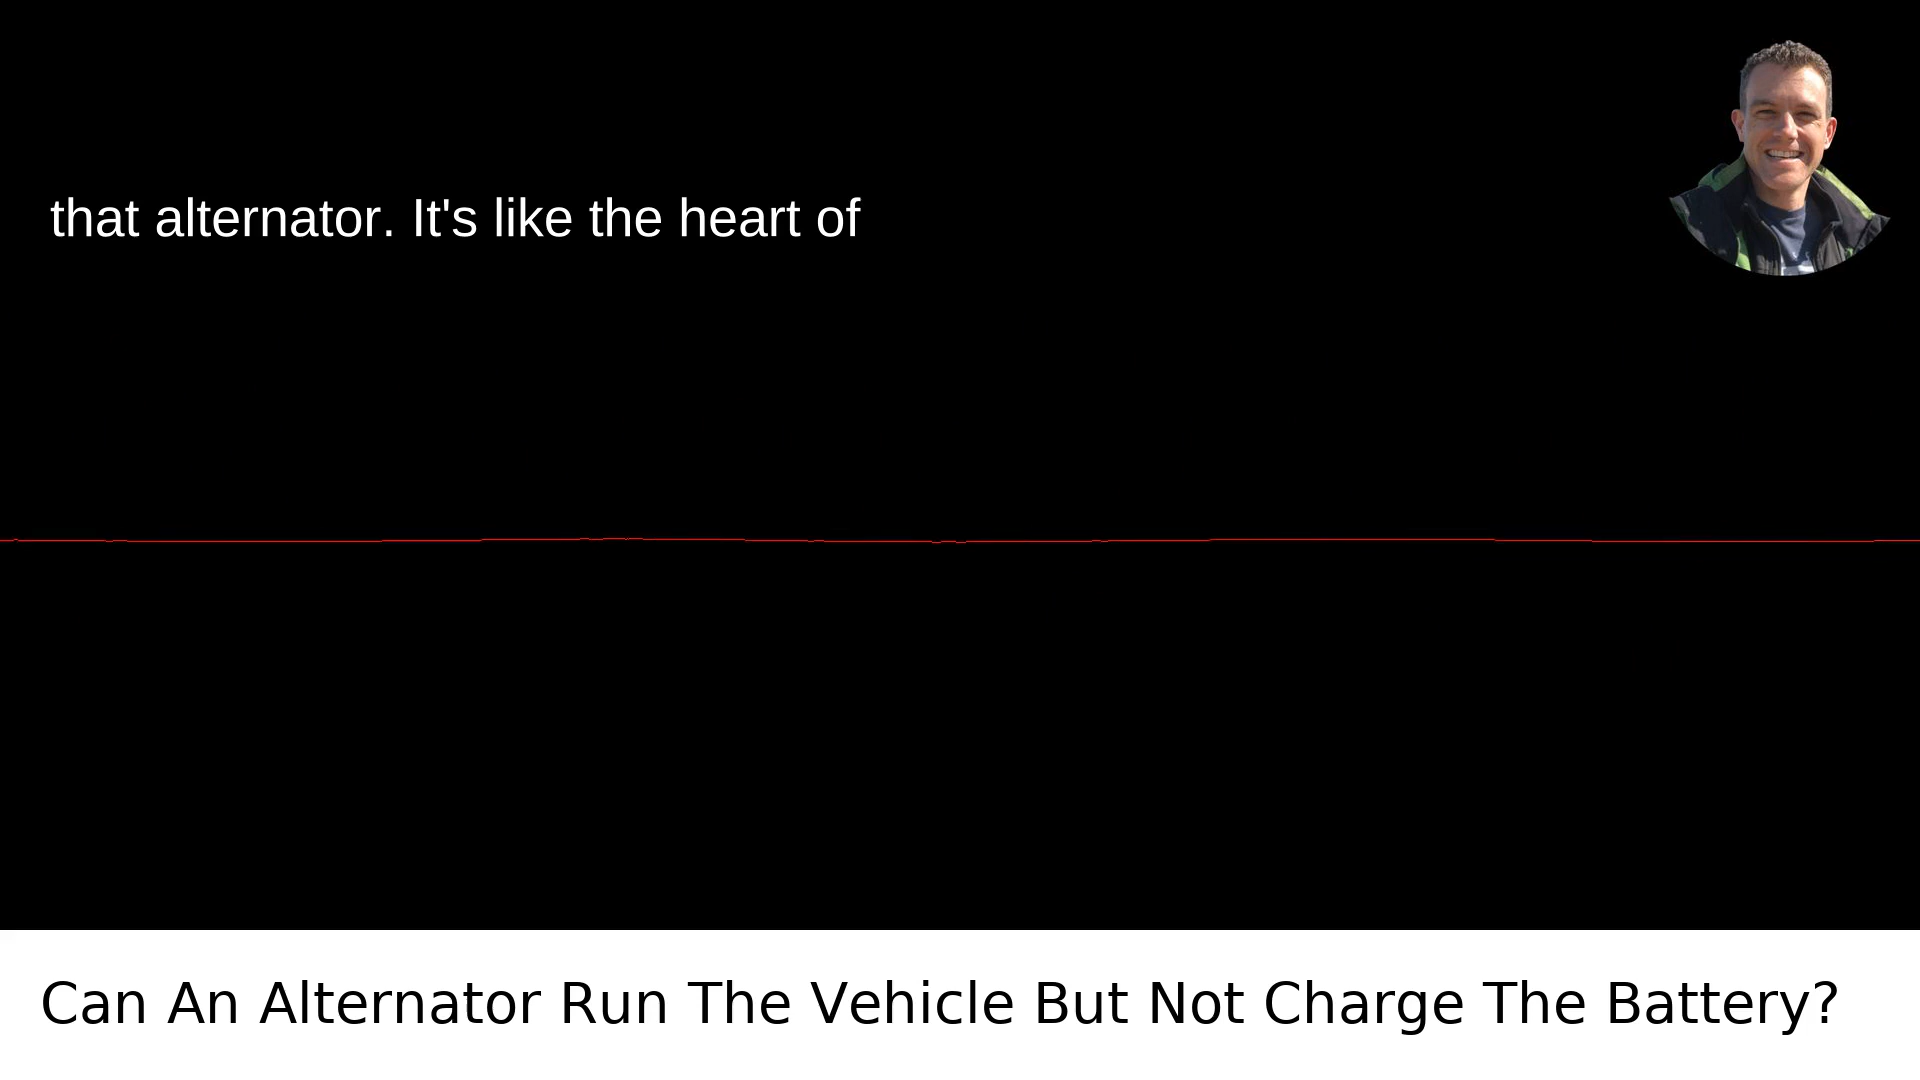 that alternator. It's like the heart of
Can An Alternator Run The Vehicle But Not Charge The Battery?